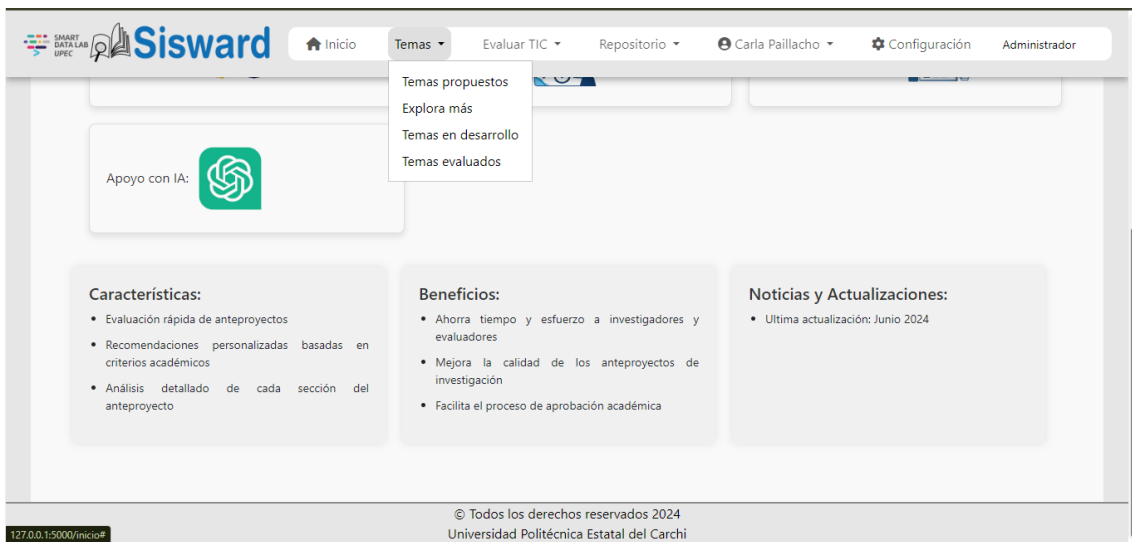 SMART
DATA LAB
UPEC
Sisward
Inicio
Temas
Evaluar TIC
Repositorio
Carla Paillacho
Configuración
Administrador
Temas propuestos
Explora más
Temas en desarrollo
Temas evaluados
Apoyo con IA:
Características:
• Evaluación rápida de anteproyectos
• Recomendaciones personalizadas basadas en
criterios académicos
• Análisis detallado de cada sección del
anteproyecto
Beneficios:
• Ahorra tiempo y esfuerzo a investigadores y
evaluadores
• Mejora la calidad de los anteproyectos de
investigación
• Facilita el proceso de aprobación académica
Noticias y Actualizaciones:
• Ultima actualización: Junio 2024
© Todos los derechos reservados 2024
Universidad Politécnica Estatal del Carchi
127.0.0.1:5000/inicio#